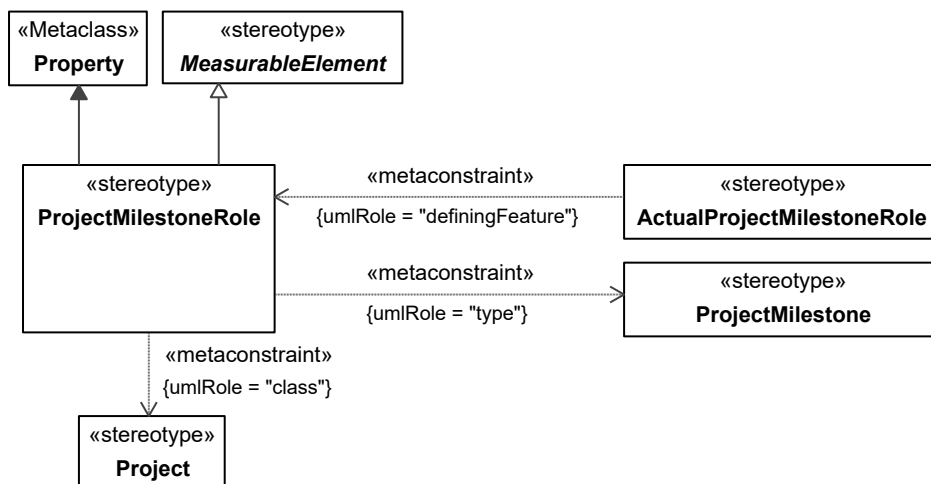 «Metaclass»
Property
«stereotype»
MeasurableElement
«stereotype»
ProjectMilestoneRole
«metaconstraint»
{umlRole = "definingFeature"}
«stereotype»
ActualProjectMilestoneRole
«metaconstraint»
{umlRole = "type"}
«stereotype»
ProjectMilestone
«metaconstraint»
{umlRole = "class"}
«stereotype»
Project